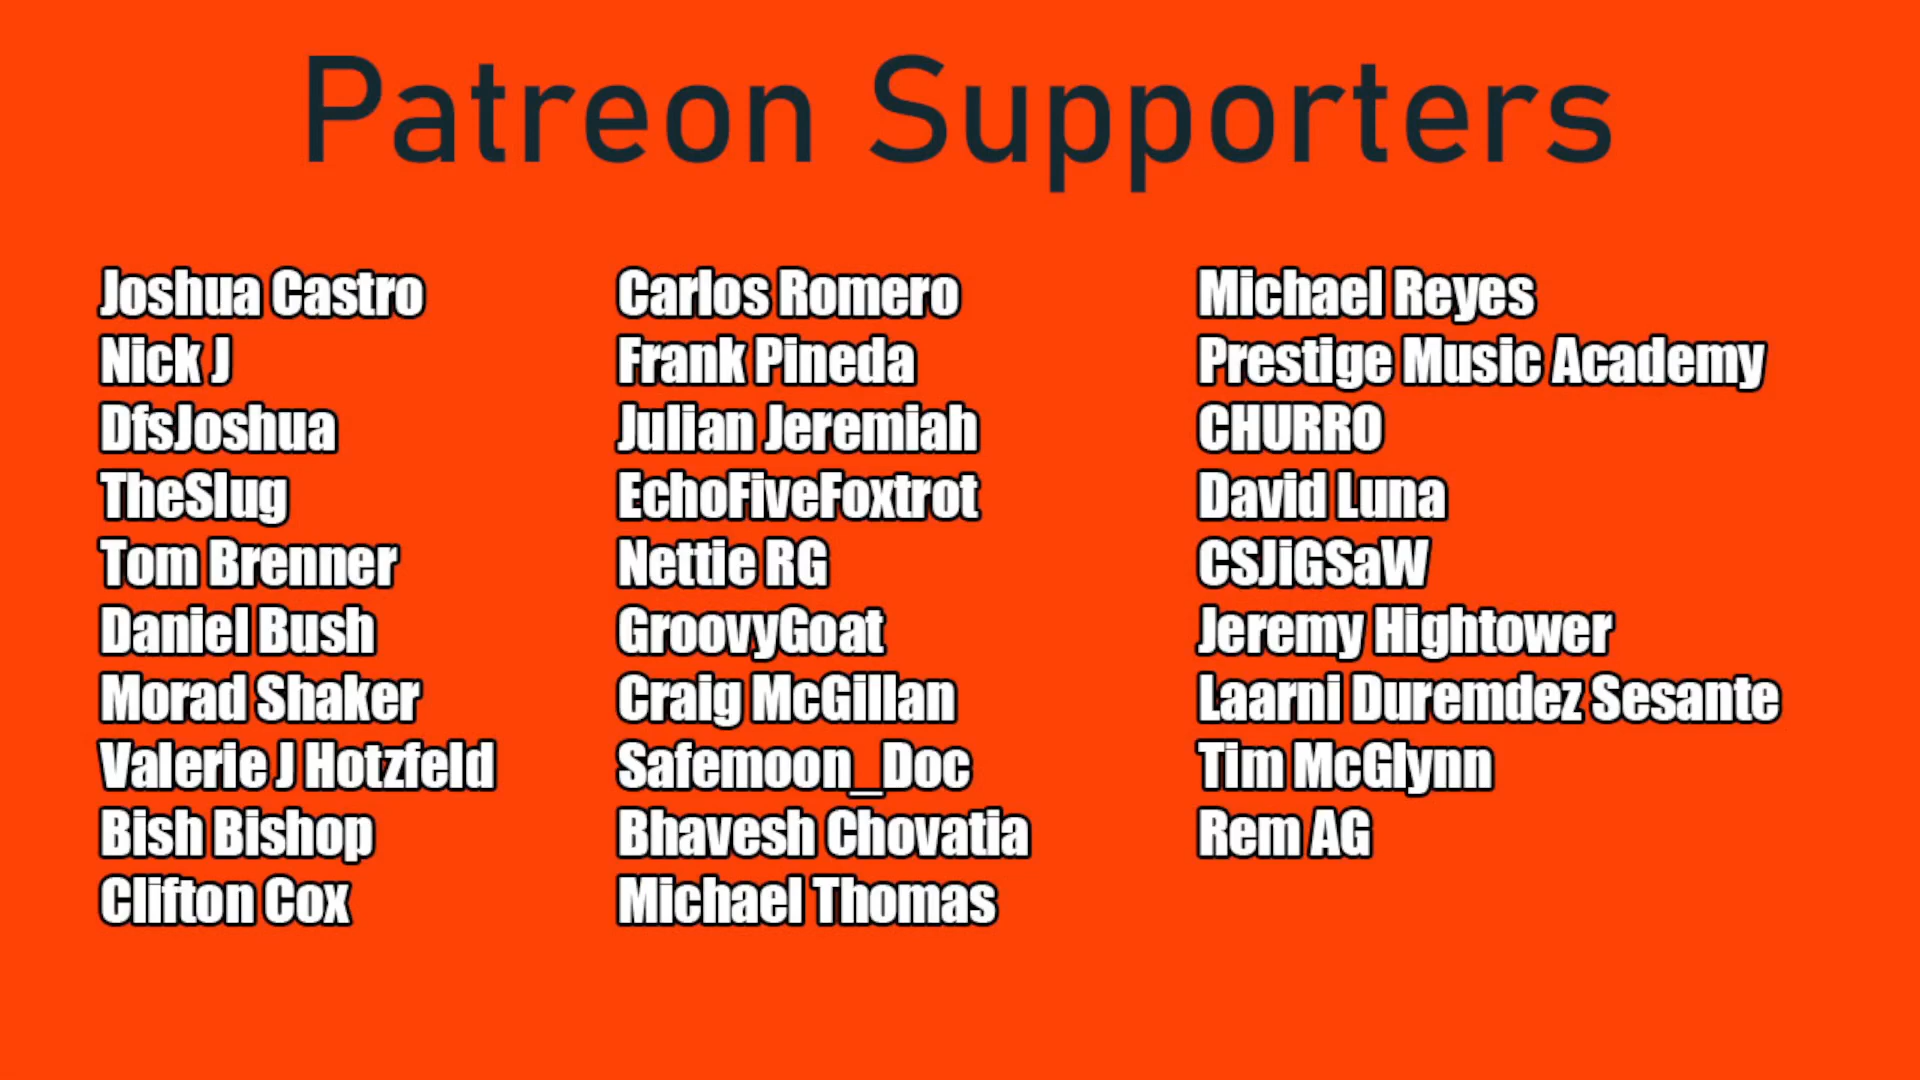 Patreon Supporters
Joshua Castro
Nick J
DfsJoshua
TheSlug
Tom Brenner
Daniel Bush
Morad Shaker
Valerie J Hotzfeld
Bish Bishop
Clifton Cox
Carlos Romero
Frank Pineda
Julian Jeremiah
EchoFiveFoxtrot
Nettie RG
GroovyGoat
Craig McGillan
Safemoon_Doc
Bhavesh Chovatia
Michael Thomas
Michael Reyes
Prestige Music Academy
CHURRO
David Luna
CSJiGSaW
Jeremy Hightower
Laarni Duremdez Sesante
Tim McGlynn
Rem AG